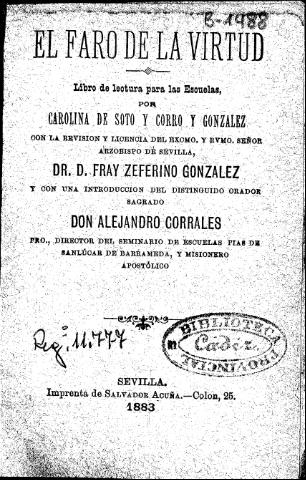 B-1988
EL FARO DE LA VIRTUD
Libro de lectura para las Escuelas,
POR
CAROLINA DE SOTO Y CORRO Y GONZALEZ
CON LA REVISION Y LICENCIA DEL EXCMO. Y RVMO. SEÑOR
ARZOBISPO DE SEVILLA,
DR. D. FRAY ZEFERINO GONZALEZ
Y CON UNA INTRODUCCION DEL DISTINGUIDO ORADOR
SAGRADO
DON ALEJANDRO CORRALES
PRO., DIRECTOR DEL SEMINARIO DE ESCUELAS PIAS DE
SANLÚCAR DE BARRAMEDA, Y MISIONERO
APOSTÓLICO
Reg.º 11.777
BIBLIOTECA
Cadiz.
PROVINCIAL
SEVILLA.
Imprenta de SALVADOR ACUÑA.—Colon, 25.
1883